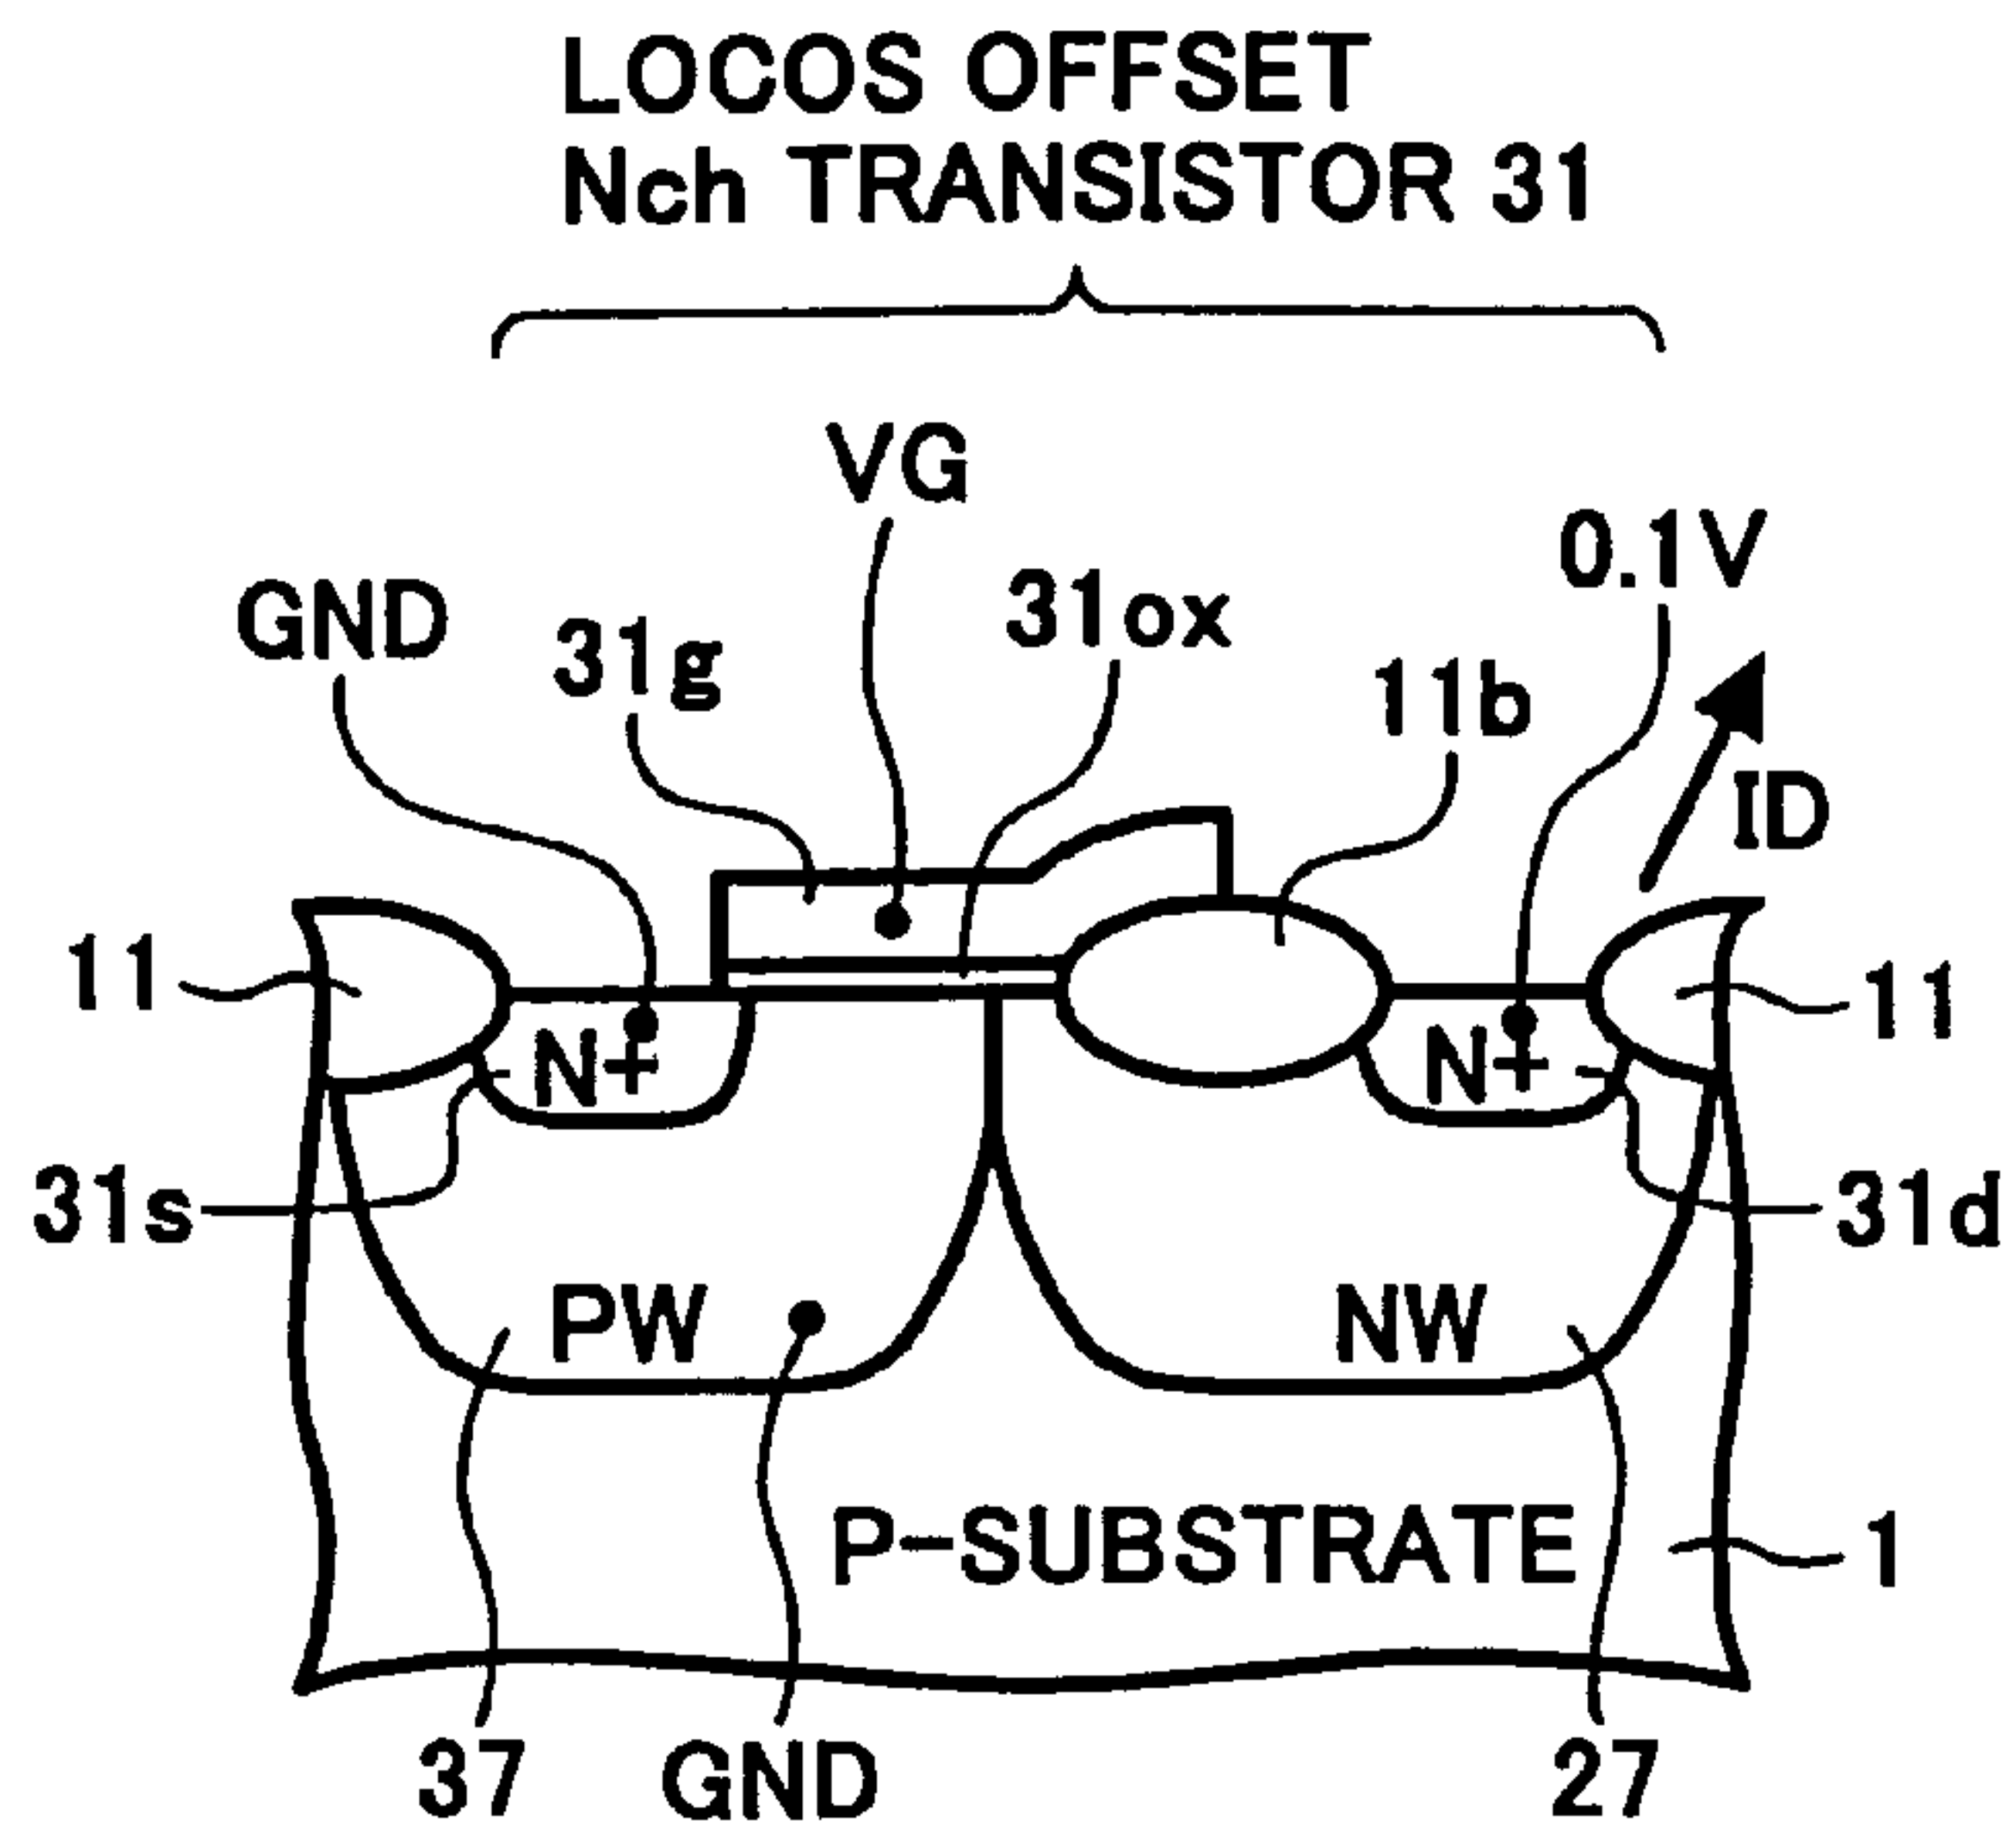 LOCOS OFFSET
Nch TRANSISTOR 31
VG
0.1V
GND
31g
31ox
11b
ID
11
11
N+
N+
31s
31d
PW
NW
P-SUBSTRATE
1
37
GND
27